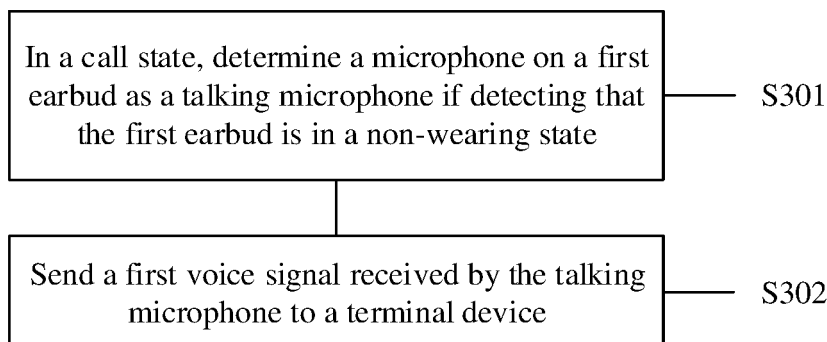 In a call state, determine a microphone on a first
earbud as a talking microphone if detecting that
the first earbud is in a non-wearing state
S301
Send a first voice signal received by the talking
microphone to a terminal device
S302